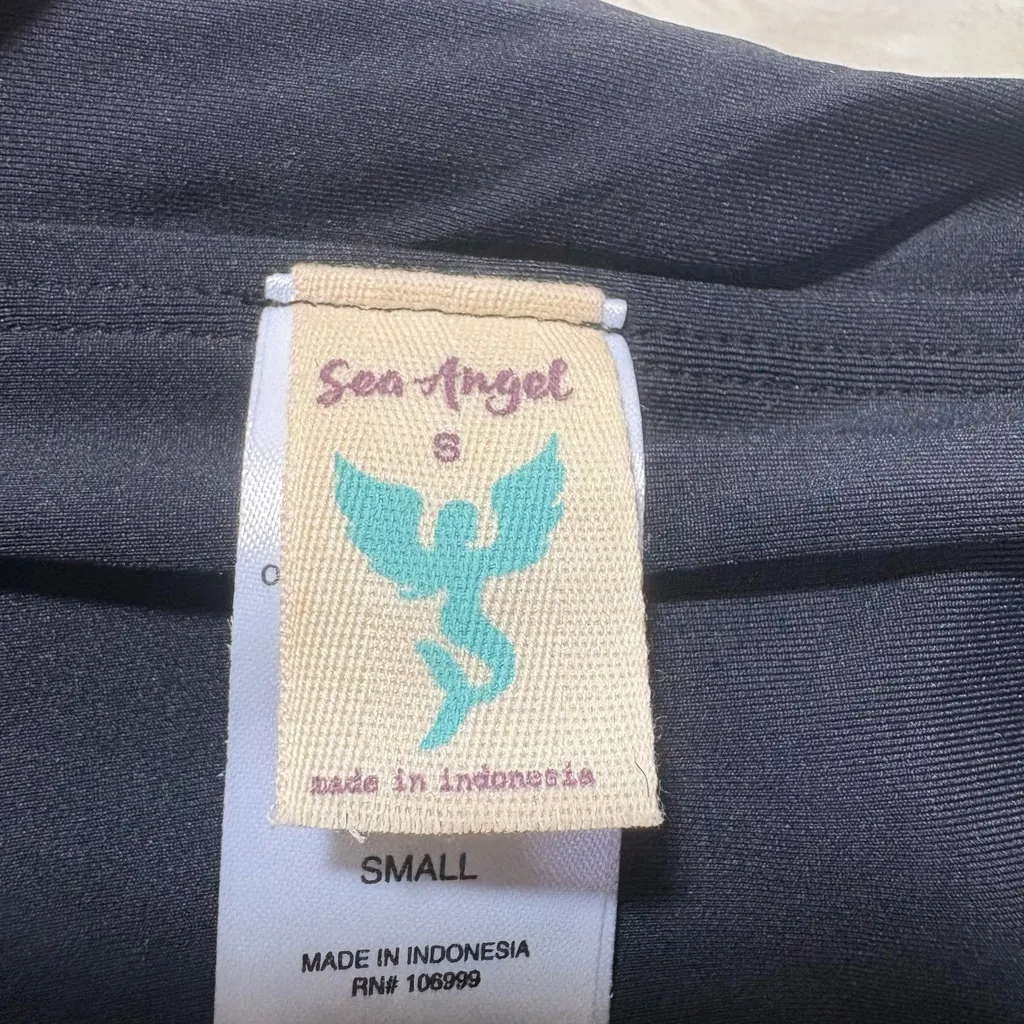 Sea Angel
S
made in indonesia
SMALL
MADE IN INDONESIA
RN# 106999